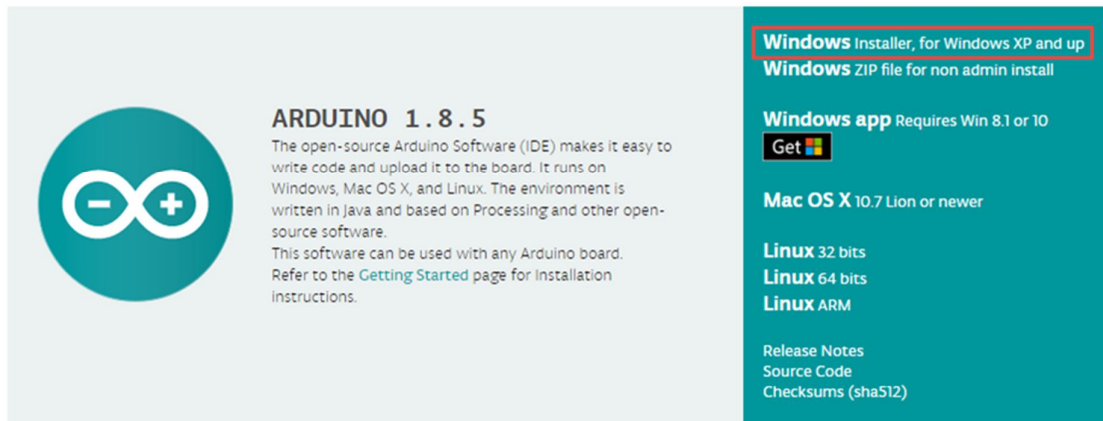 ARDUINO 1.8.5
The open-source Arduino Software (IDE) makes it easy to
write code and upload it to the board. It runs on
Windows, Mac OS X, and Linux. The environment is
written in Java and based on Processing and other open-
source software.
This software can be used with any Arduino board.
Refer to the Getting Started page for Installation
instructions.
Windows Installer, for Windows XP and up
Windows ZIP file for non admin install
Windows app Requires Win 8.1 or 10
Get
Mac OS X 10.7 Lion or newer
Linux 32 bits
Linux 64 bits
Linux ARM
Release Notes
Source Code
Checksums (sha512)